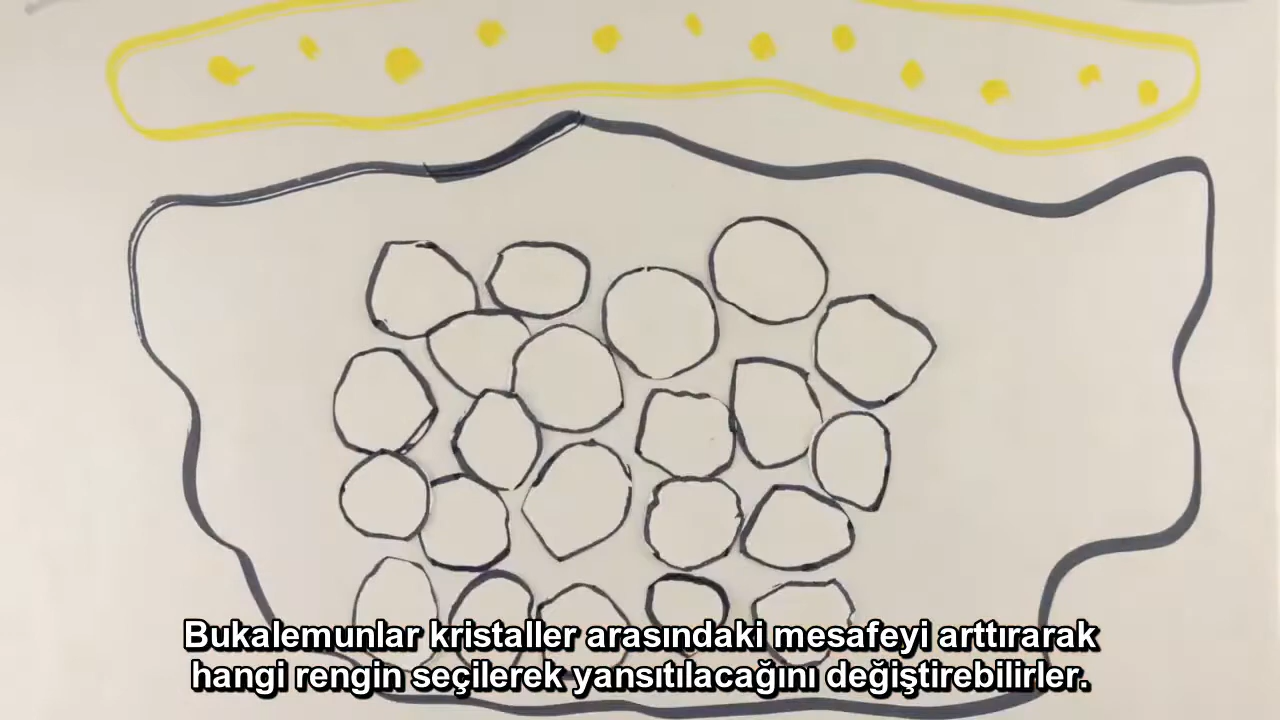 Bukalemunlar kristaller arasındaki mesafeyi arttırarak
hangi rengin seçilerek yansıtılacağını değiştirebilirler.